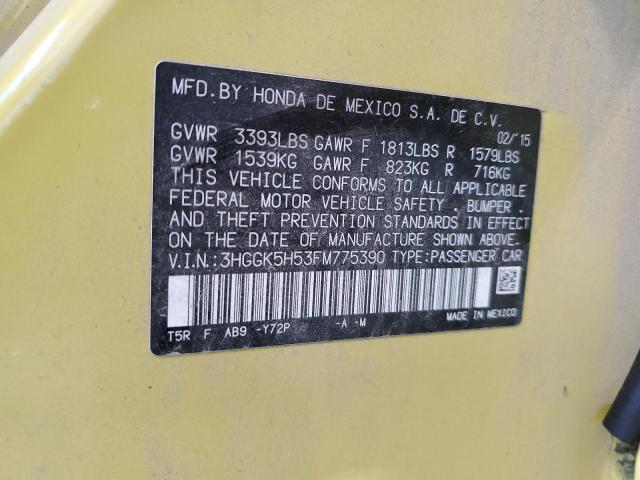 MFD.BY HONDA DE MEXICO S.A. DE C.V.
02/'15
GVWR 3393LBS GAWR F 1813LBS R 1579LBS
GVWR 1539KG GAWR F 823KG R 716KG
THIS VEHICLE CONFORMS TO ALL APPLICABLE
FEDERAL MOTOR VEHICLE SAFETY . BUMPER .
AND THEFT PREVENTION STANDARDS IN EFFECT
ON THE DATE OF MANUFACTURE SHOWN ABOVE.
V.I.N.:3HGGK5H53FM775390 TYPE:PASSENGER CAR
T5R F AB9 -Y72P -A -M MADE IN MEXICO